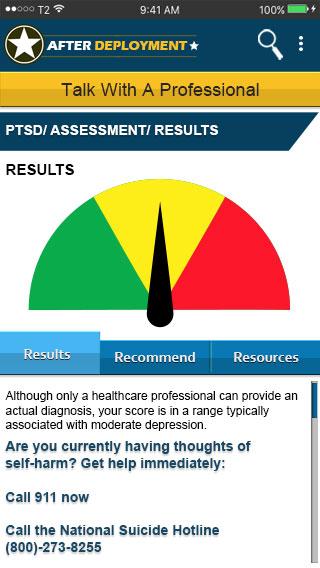 T2 9:41 AM 100%
AFTER DEPLOYMENT
Talk With A Professional
PTSD/ ASSESSMENT/ RESULTS
RESULTS
Results Recommend Resources
Although only a healthcare professional can provide an
actual diagnosis, your score is in a range typically
associated with moderate depression.
Are you currently having thoughts of
self-harm? Get help immediately:
Call 911 now
Call the National Suicide Hotline
(800)-273-8255